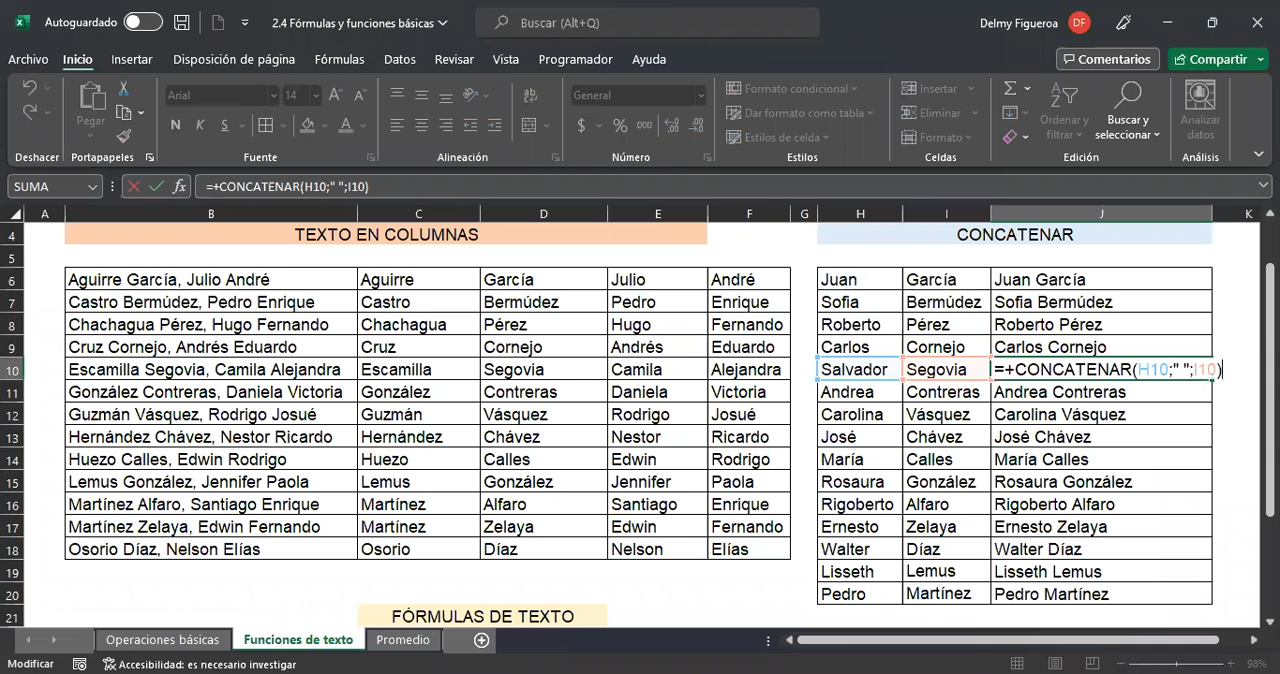 Autoguardado 2.4 Fórmulas y funciones básicas Buscar (Alt+Q) Delmy Figueroa DF
Archivo Inicio Insertar Disposición de página Fórmulas Datos Revisar Vista Programador Ayuda Comentarios Compartir
Pegar Arial 14 General Formato condicional Insertar
N K S $ % 000 Dar formato como tabla Eliminar Ordenar y filtrar Buscar y seleccionar Analizar datos
Estilos de celda Formato
Deshacer Portapapeles Fuente Alineación Número Estilos Celdas Edición Análisis
SUMA fx =+CONCATENAR(H10;" ";I10)
A B C D E F G H I J K
4 TEXTO EN COLUMNAS CONCATENAR
5
6 Aguirre García, Julio André Aguirre García Julio André Juan García Juan García
7 Castro Bermúdez, Pedro Enrique Castro Bermúdez Pedro Enrique Sofia Bermúdez Sofia Bermúdez
8 Chachagua Pérez, Hugo Fernando Chachagua Pérez Hugo Fernando Roberto Pérez Roberto Pérez
9 Cruz Cornejo, Andrés Eduardo Cruz Cornejo Andrés Eduardo Carlos Cornejo Carlos Cornejo
10 Escamilla Segovia, Camila Alejandra Escamilla Segovia Camila Alejandra Salvador Segovia =+CONCATENAR(H10;" ";I10)
11 González Contreras, Daniela Victoria González Contreras Daniela Victoria Andrea Contreras Andrea Contreras
12 Guzmán Vásquez, Rodrigo Josué Guzmán Vásquez Rodrigo Josué Carolina Vásquez Carolina Vásquez
13 Hernández Chávez, Nestor Ricardo Hernández Chávez Nestor Ricardo José Chávez José Chávez
14 Huezo Calles, Edwin Rodrigo Huezo Calles Edwin Rodrigo María Calles María Calles
15 Lemus González, Jennifer Paola Lemus González Jennifer Paola Rosaura González Rosaura González
16 Martínez Alfaro, Santiago Enrique Martínez Alfaro Santiago Enrique Rigoberto Alfaro Rigoberto Alfaro
17 Martínez Zelaya, Edwin Fernando Martínez Zelaya Edwin Fernando Ernesto Zelaya Ernesto Zelaya
18 Osorio Díaz, Nelson Elías Osorio Díaz Nelson Elías Walter Díaz Walter Díaz
19 Lisseth Lemus Lisseth Lemus
20 Pedro Martínez Pedro Martínez
21 FÓRMULAS DE TEXTO
Operaciones básicas Funciones de texto Promedio
Modificar Accesibilidad: es necesario investigar 98%